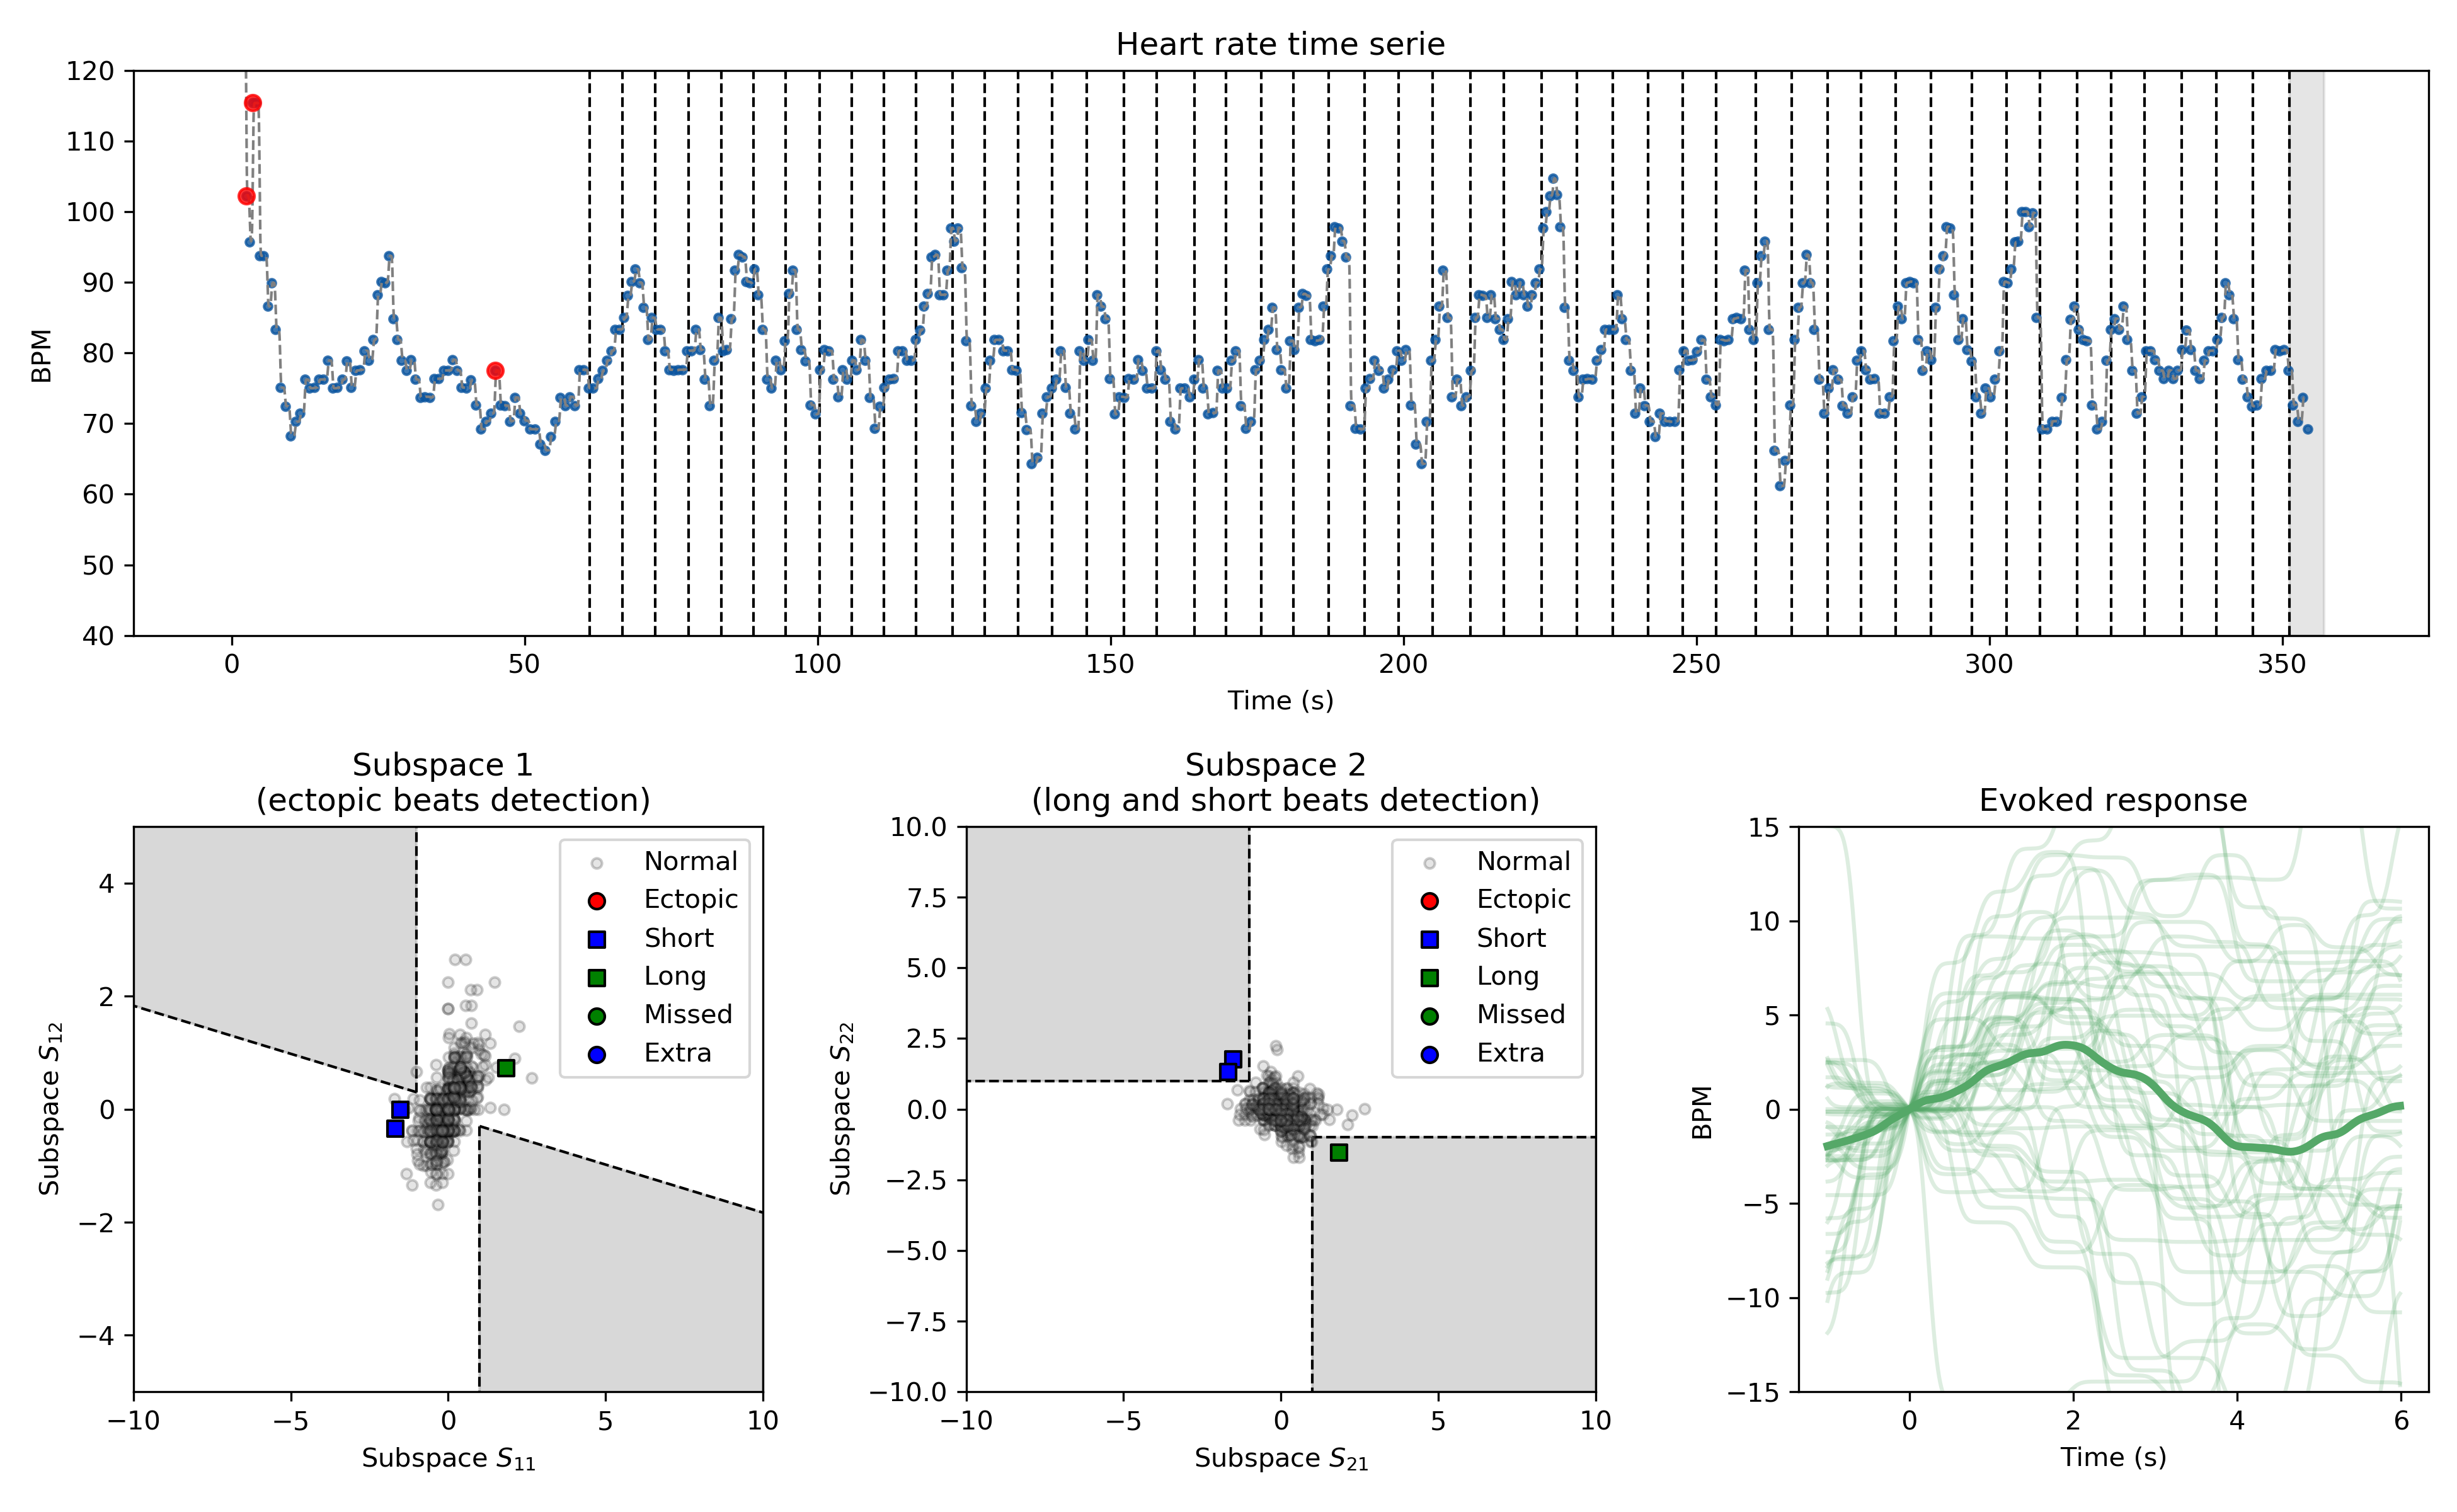 Heart rate time serie
120
110
100
90
80
70
60
50
40
BPM
0 50 100 150 200 250 300 350
Time (s)
Subspace 1
(ectopic beats detection)
4
2
0
−2
−4
Subspace S12
Normal
Ectopic
Short
Long
Missed
Extra
−10 −5 0 5 10
Subspace S11
Subspace 2
(long and short beats detection)
10.0
7.5
5.0
2.5
0.0
−2.5
−5.0
−7.5
−10.0
Subspace S22
Normal
Ectopic
Short
Long
Missed
Extra
−10 −5 0 5 10
Subspace S21
Evoked response
15
10
5
0
−5
−10
−15
BPM
0 2 4 6
Time (s)